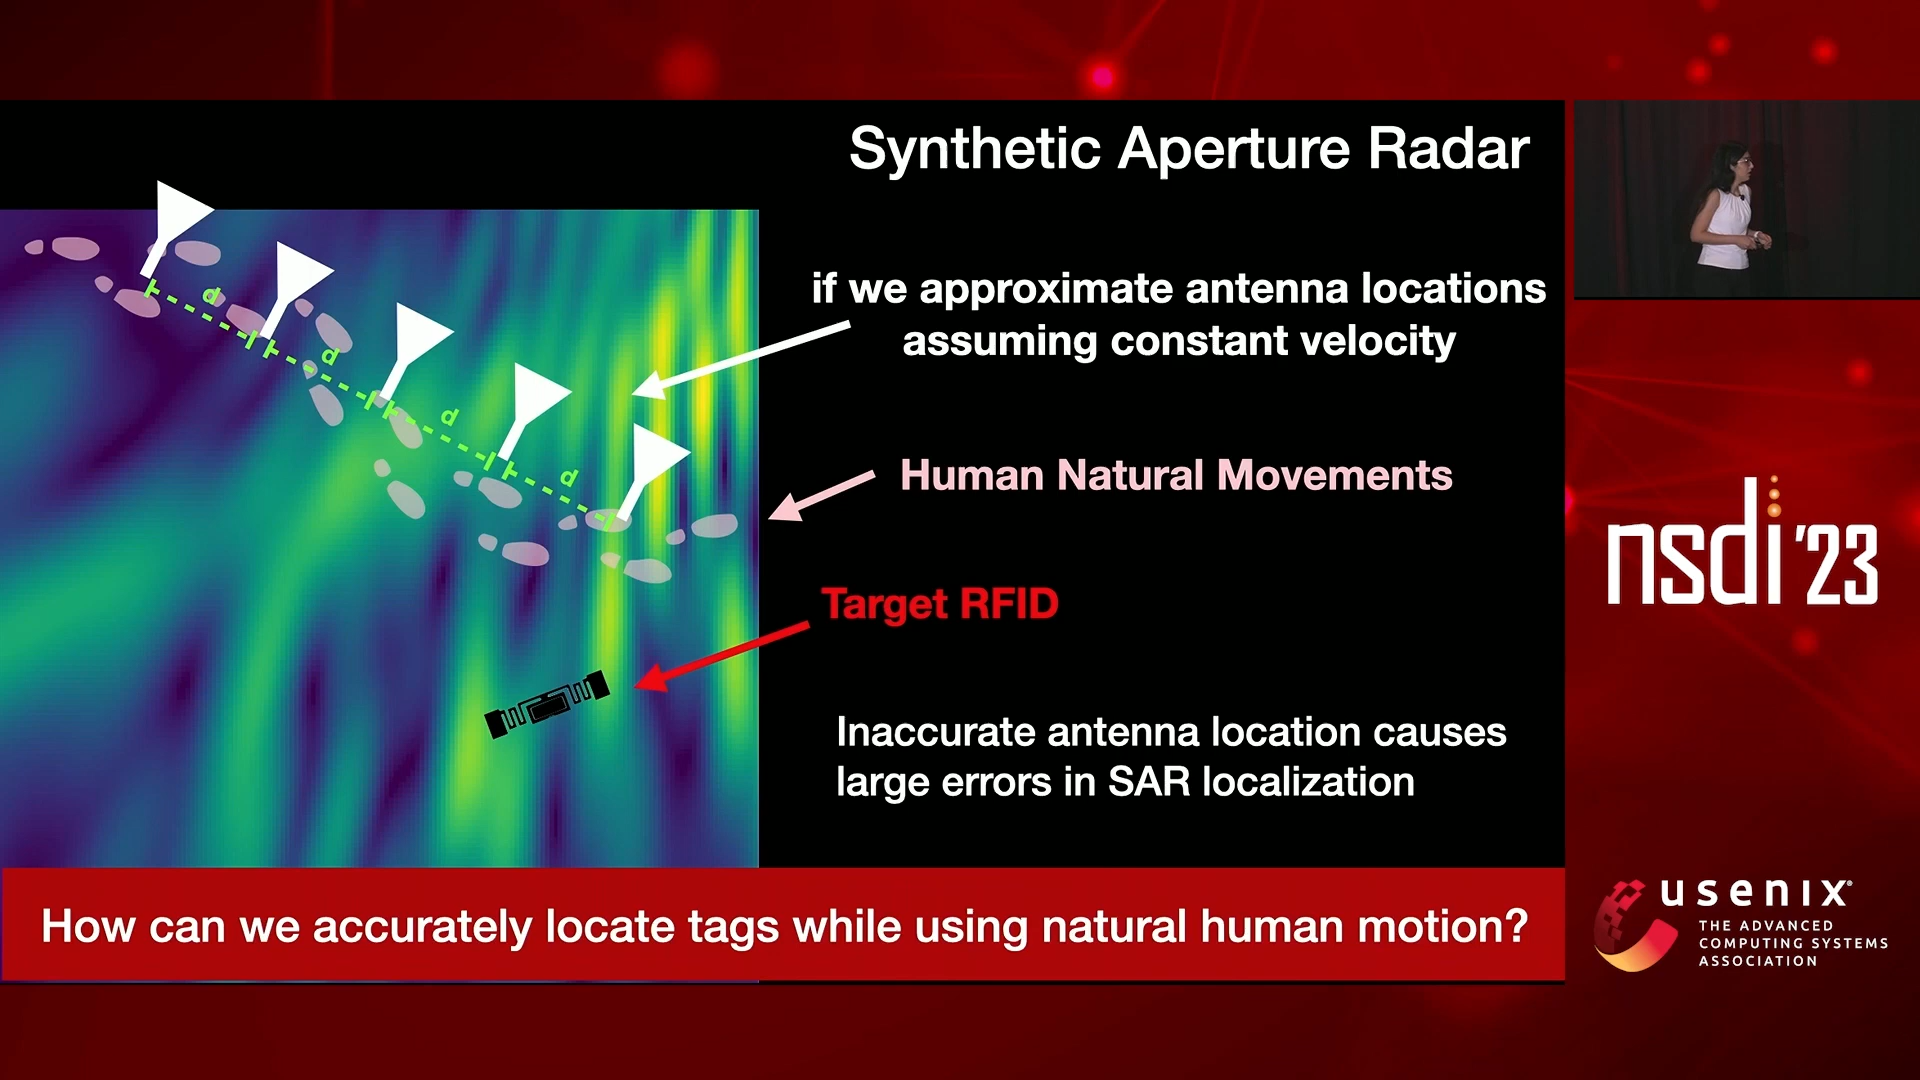 Synthetic Aperture Radar
if we approximate antenna locations
assuming constant velocity
d
d
d
d
Human Natural Movements
Target RFID
Inaccurate antenna location causes
large errors in SAR localization
How can we accurately locate tags while using natural human motion?
nsdi '23
usenix®
THE ADVANCED
COMPUTING SYSTEMS
ASSOCIATION